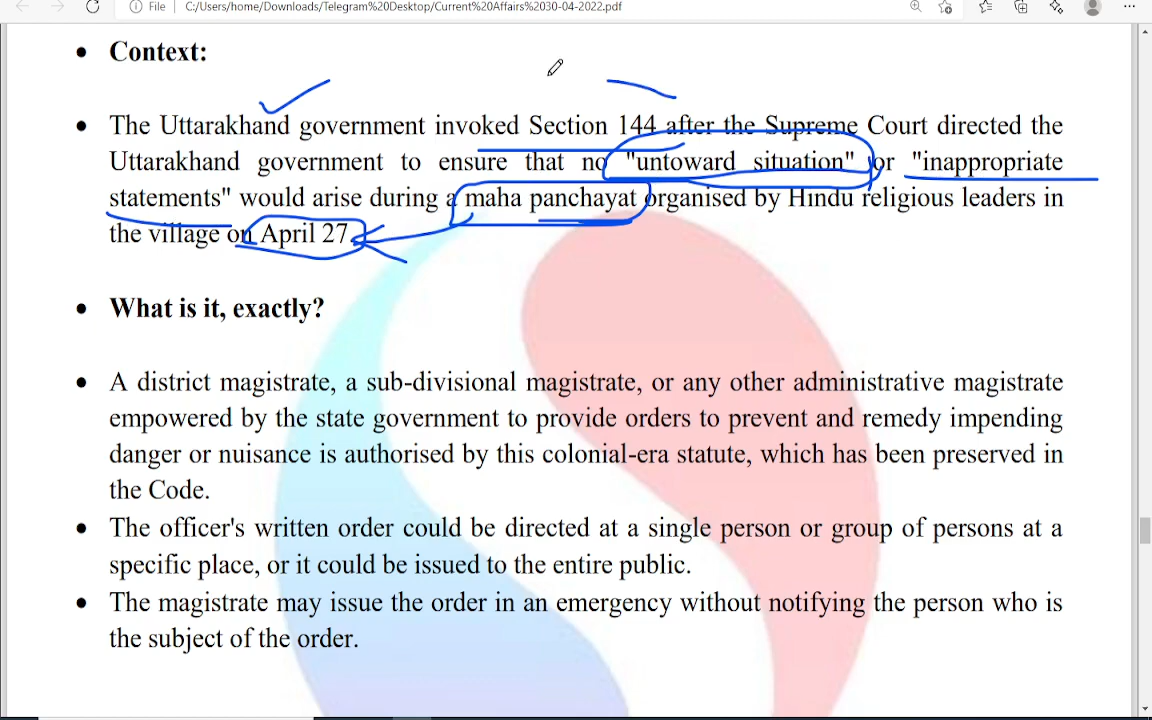 File C:/Users/home/Downloads/Telegram%20Desktop/Current%20Affairs%2030-04-2022.pdf
• Context:
• The Uttarakhand government invoked Section 144 after the Supreme Court directed the
Uttarakhand government to ensure that no "untoward situation" or "inappropriate
statements" would arise during a maha panchayat organised by Hindu religious leaders in
the village on April 27.
• What is it, exactly?
• A district magistrate, a sub-divisional magistrate, or any other administrative magistrate
empowered by the state government to provide orders to prevent and remedy impending
danger or nuisance is authorised by this colonial-era statute, which has been preserved in
the Code.
• The officer's written order could be directed at a single person or group of persons at a
specific place, or it could be issued to the entire public.
• The magistrate may issue the order in an emergency without notifying the person who is
the subject of the order.